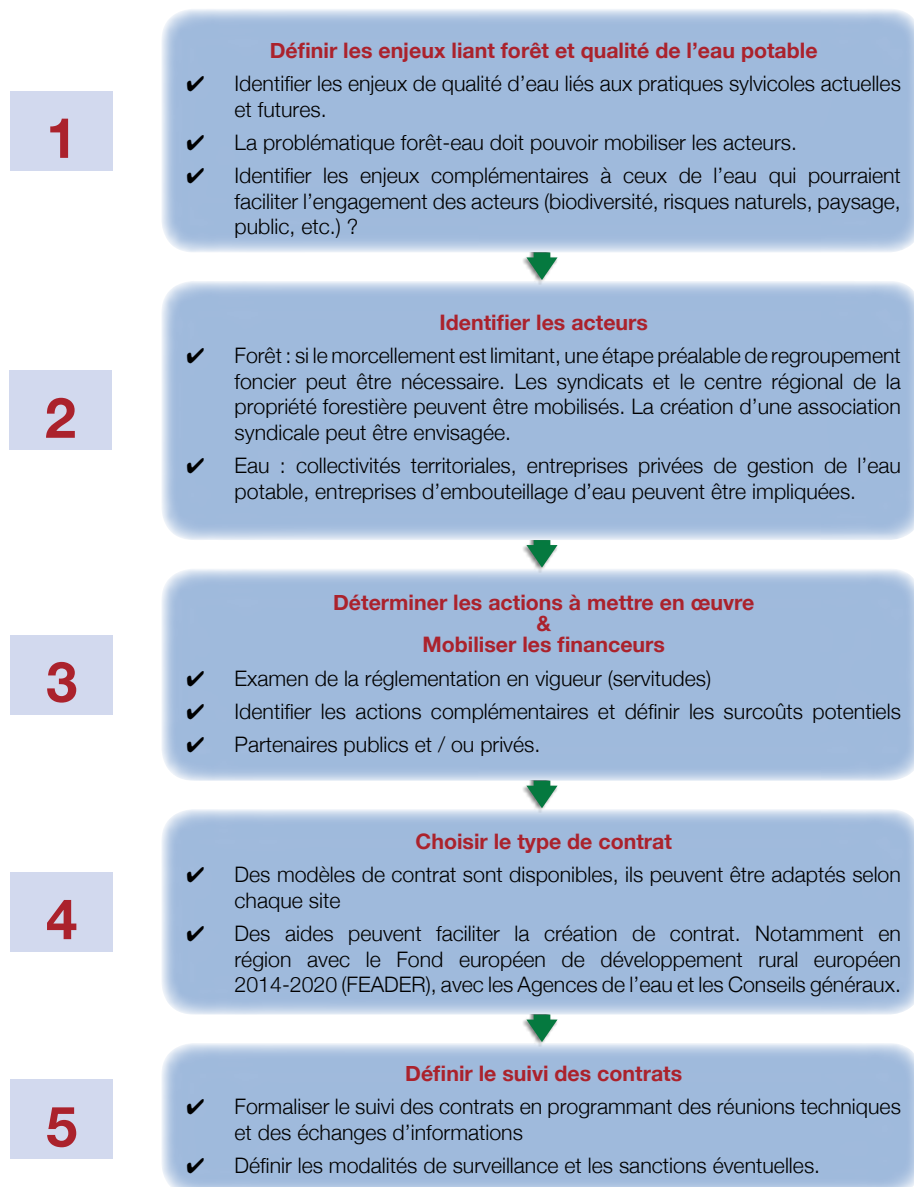 1
Définir les enjeux liant forêt et qualité de l'eau potable
✔ Identifier les enjeux de qualité d'eau liés aux pratiques sylvicoles actuelles
et futures.
✔ La problématique forêt-eau doit pouvoir mobiliser les acteurs.
✔ Identifier les enjeux complémentaires à ceux de l'eau qui pourraient
faciliter l'engagement des acteurs (biodiversité, risques naturels, paysage,
public, etc.) ?
2
Identifier les acteurs
✔ Forêt : si le morcellement est limitant, une étape préalable de regroupement
foncier peut être nécessaire. Les syndicats et le centre régional de la
propriété forestière peuvent être mobilisés. La création d'une association
syndicale peut être envisagée.
✔ Eau : collectivités territoriales, entreprises privées de gestion de l'eau
potable, entreprises d'embouteillage d'eau peuvent être impliquées.
3
Déterminer les actions à mettre en œuvre
&
Mobiliser les financeurs
✔ Examen de la réglementation en vigueur (servitudes)
✔ Identifier les actions complémentaires et définir les surcoûts potentiels
✔ Partenaires publics et / ou privés.
4
Choisir le type de contrat
✔ Des modèles de contrat sont disponibles, ils peuvent être adaptés selon
chaque site
✔ Des aides peuvent faciliter la création de contrat. Notamment en
région avec le Fond européen de développement rural européen
2014-2020 (FEADER), avec les Agences de l'eau et les Conseils généraux.
5
Définir le suivi des contrats
✔ Formaliser le suivi des contrats en programmant des réunions techniques
et des échanges d'informations
✔ Définir les modalités de surveillance et les sanctions éventuelles.